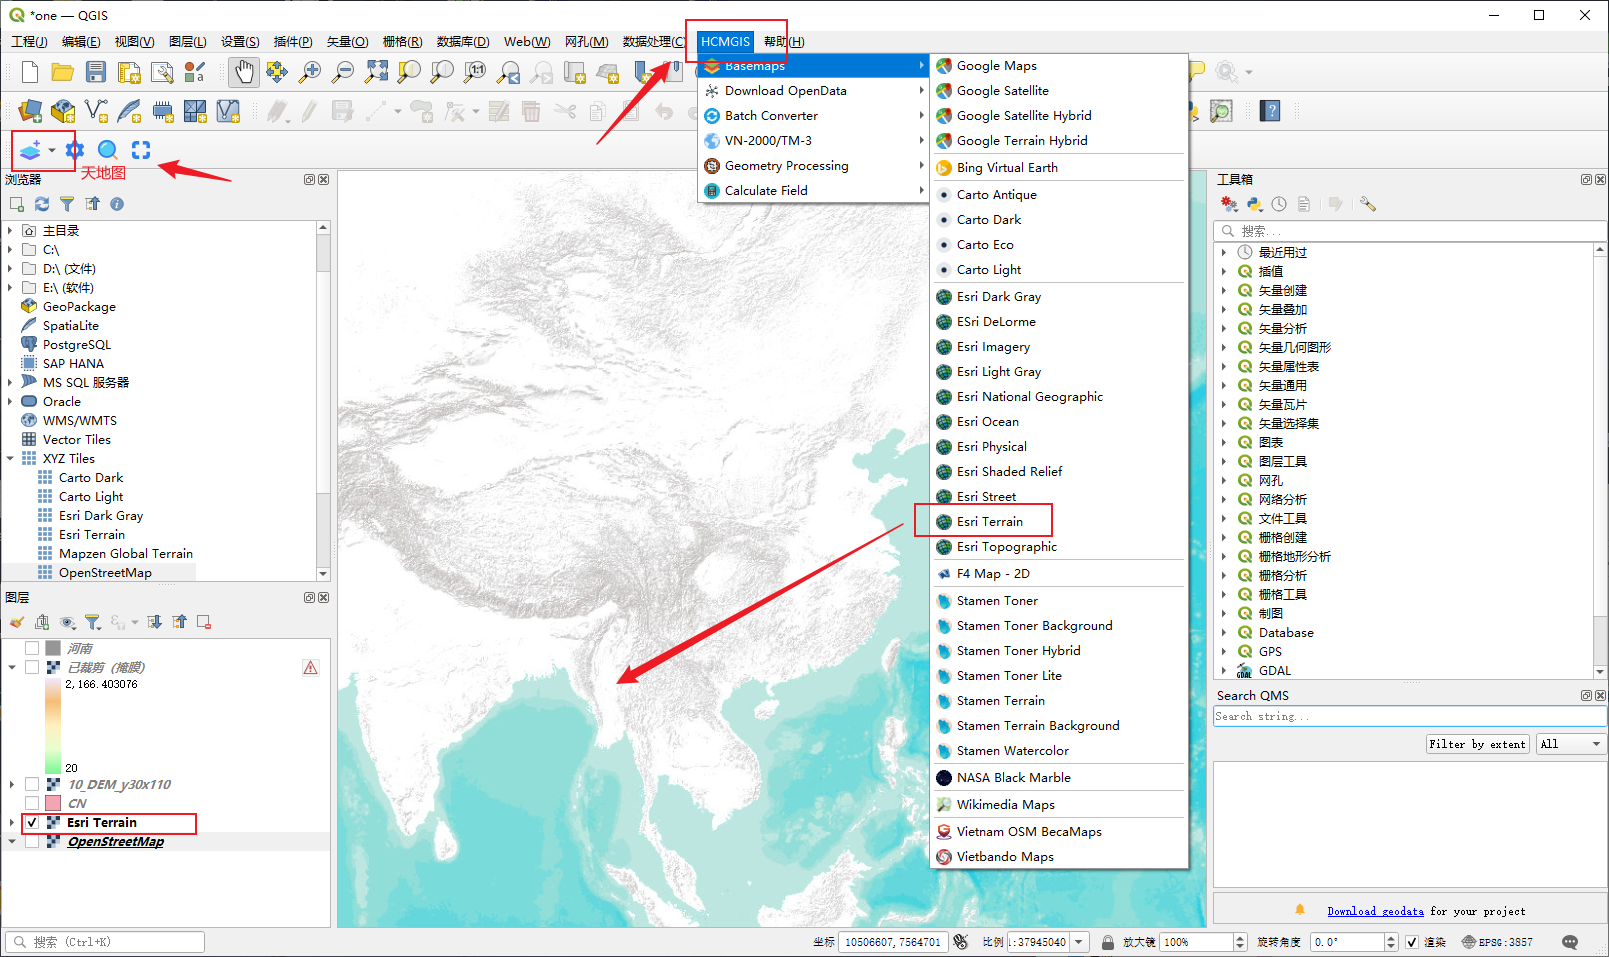 *one — QGIS
工程(J) 编辑(E) 视图(V) 图层(L) 设置(S) 插件(P) 矢量(O) 栅格(R) 数据库(D) Web(W) 网孔(M) 数据处理(C HCMGIS 帮助(H)
天地图
浏览器
主目录
C:\
D:\ (文件)
E:\ (软件)
GeoPackage
SpatiaLite
PostgreSQL
SAP HANA
MS SQL 服务器
Oracle
WMS/WMTS
Vector Tiles
XYZ Tiles
Carto Dark
Carto Light
Esri Dark Gray
Esri Terrain
Mapzen Global Terrain
OpenStreetMap
图层
河南
已裁剪 (掩膜)
2,166.403076
20
10_DEM_y30x110
CN
Esri Terrain
OpenStreetMap
Basemaps
Download OpenData
Batch Converter
VN-2000/TM-3
Geometry Processing
Calculate Field
Google Maps
Google Satellite
Google Satellite Hybrid
Google Terrain Hybrid
Bing Virtual Earth
Carto Antique
Carto Dark
Carto Eco
Carto Light
Esri Dark Gray
ESri DeLorme
Esri Imagery
Esri Light Gray
Esri National Geographic
Esri Ocean
Esri Physical
Esri Shaded Relief
Esri Street
Esri Terrain
Esri Topographic
F4 Map - 2D
Stamen Toner
Stamen Toner Background
Stamen Toner Hybrid
Stamen Toner Lite
Stamen Terrain
Stamen Terrain Background
Stamen Watercolor
NASA Black Marble
Wikimedia Maps
Vietnam OSM BecaMaps
Vietbando Maps
工具箱
搜索...
最近用过
插值
矢量创建
矢量叠加
矢量分析
矢量几何图形
矢量属性表
矢量通用
矢量瓦片
矢量选择集
图表
图层工具
网孔
网络分析
文件工具
栅格创建
栅格地形分析
栅格分析
栅格工具
制图
Database
GPS
GDAL
Search QMS
Search string...
Filter by extent All
Download geodata for your project
搜索 (Ctrl+K) 坐标 10506607,7564701 比例 1:37945040 放大镜 100% 旋转角度 0.0° 渲染 EPSG:3857